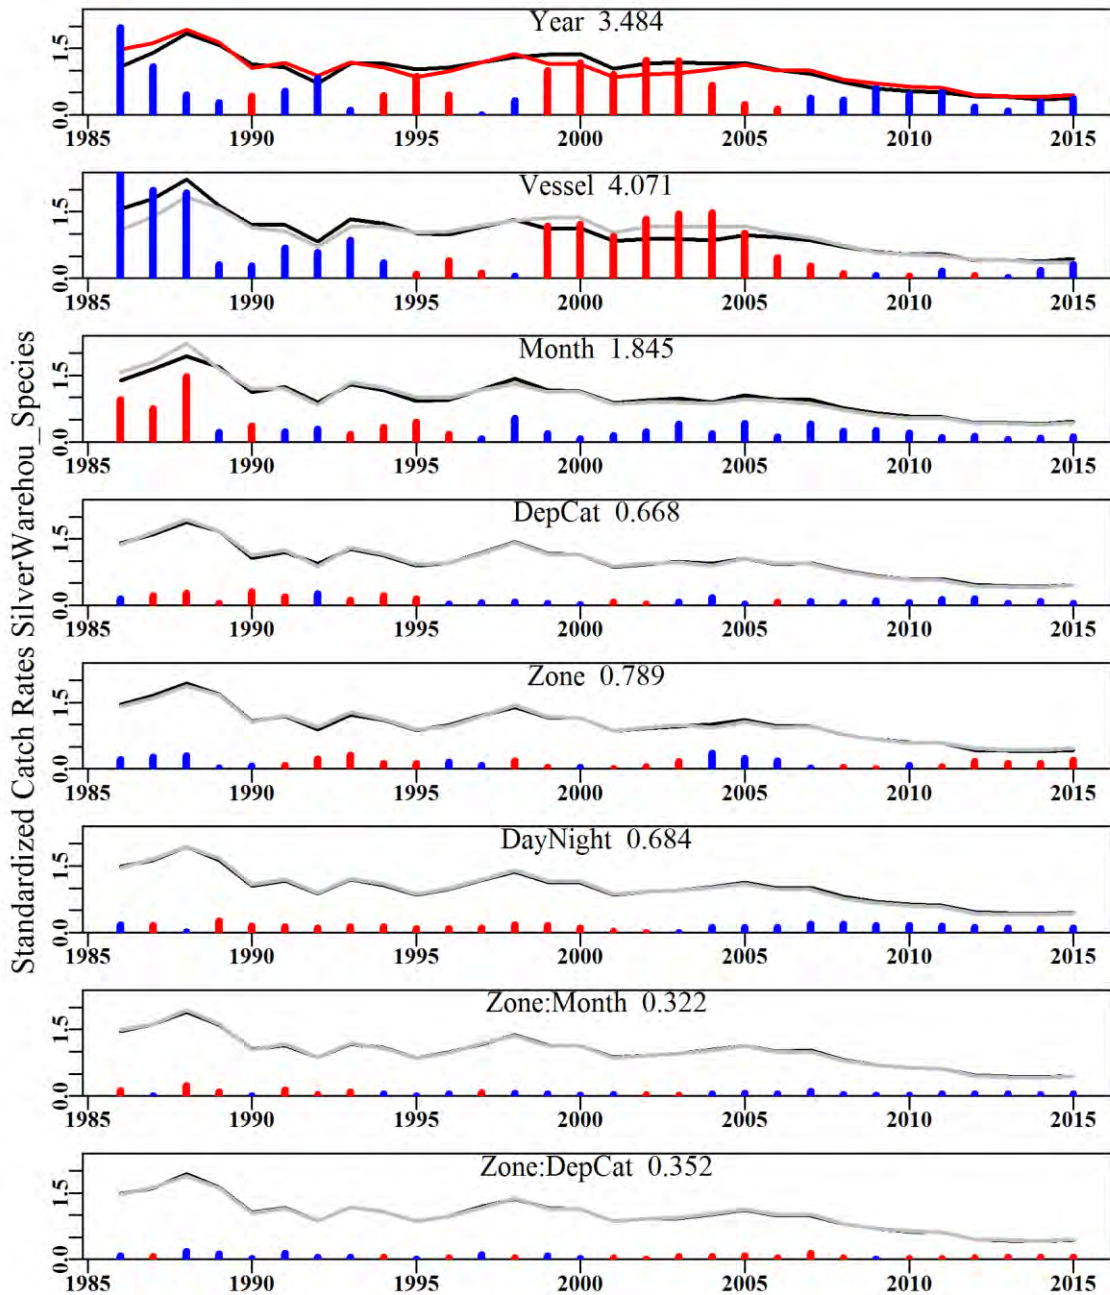 Standardized Catch Rates SilverWarehou_Species
Year 3.484
1.5
0.0
1985 1990 1995 2000 2005 2010 2015
Vessel 4.071
1.5
0.0
1985 1990 1995 2000 2005 2010 2015
Month 1.845
1.5
0.0
1985 1990 1995 2000 2005 2010 2015
DepCat 0.668
1.5
0.0
1985 1990 1995 2000 2005 2010 2015
Zone 0.789
1.5
0.0
1985 1990 1995 2000 2005 2010 2015
DayNight 0.684
1.5
0.0
1985 1990 1995 2000 2005 2010 2015
Zone:Month 0.322
1.5
0.0
1985 1990 1995 2000 2005 2010 2015
Zone:DepCat 0.352
1.5
0.0
1985 1990 1995 2000 2005 2010 2015